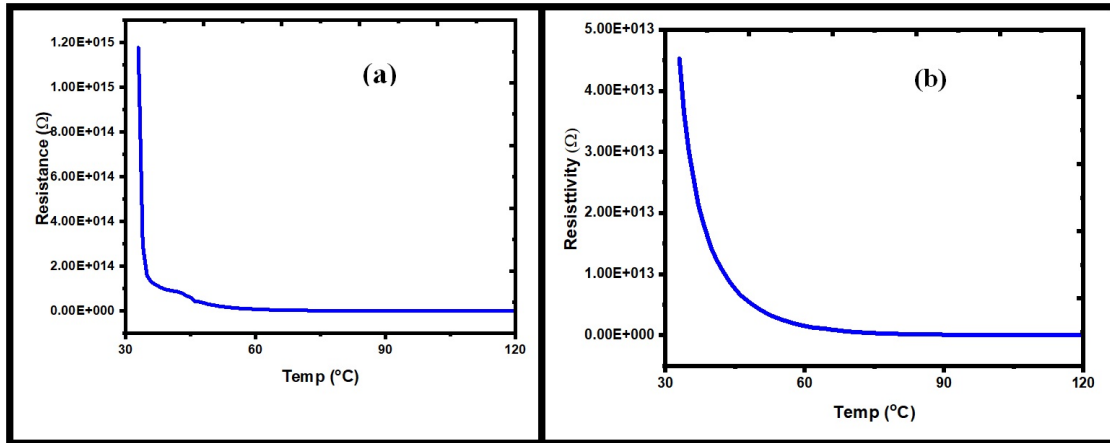 (a)
Resistance (Ω)
1.20E+015
1.00E+015
8.00E+014
6.00E+014
4.00E+014
2.00E+014
0.00E+000
30 60 90 120
Temp (°C)
(b)
Resisttivity (Ω)
5.00E+013
4.00E+013
3.00E+013
2.00E+013
1.00E+013
0.00E+000
30 60 90 120
Temp (°C)